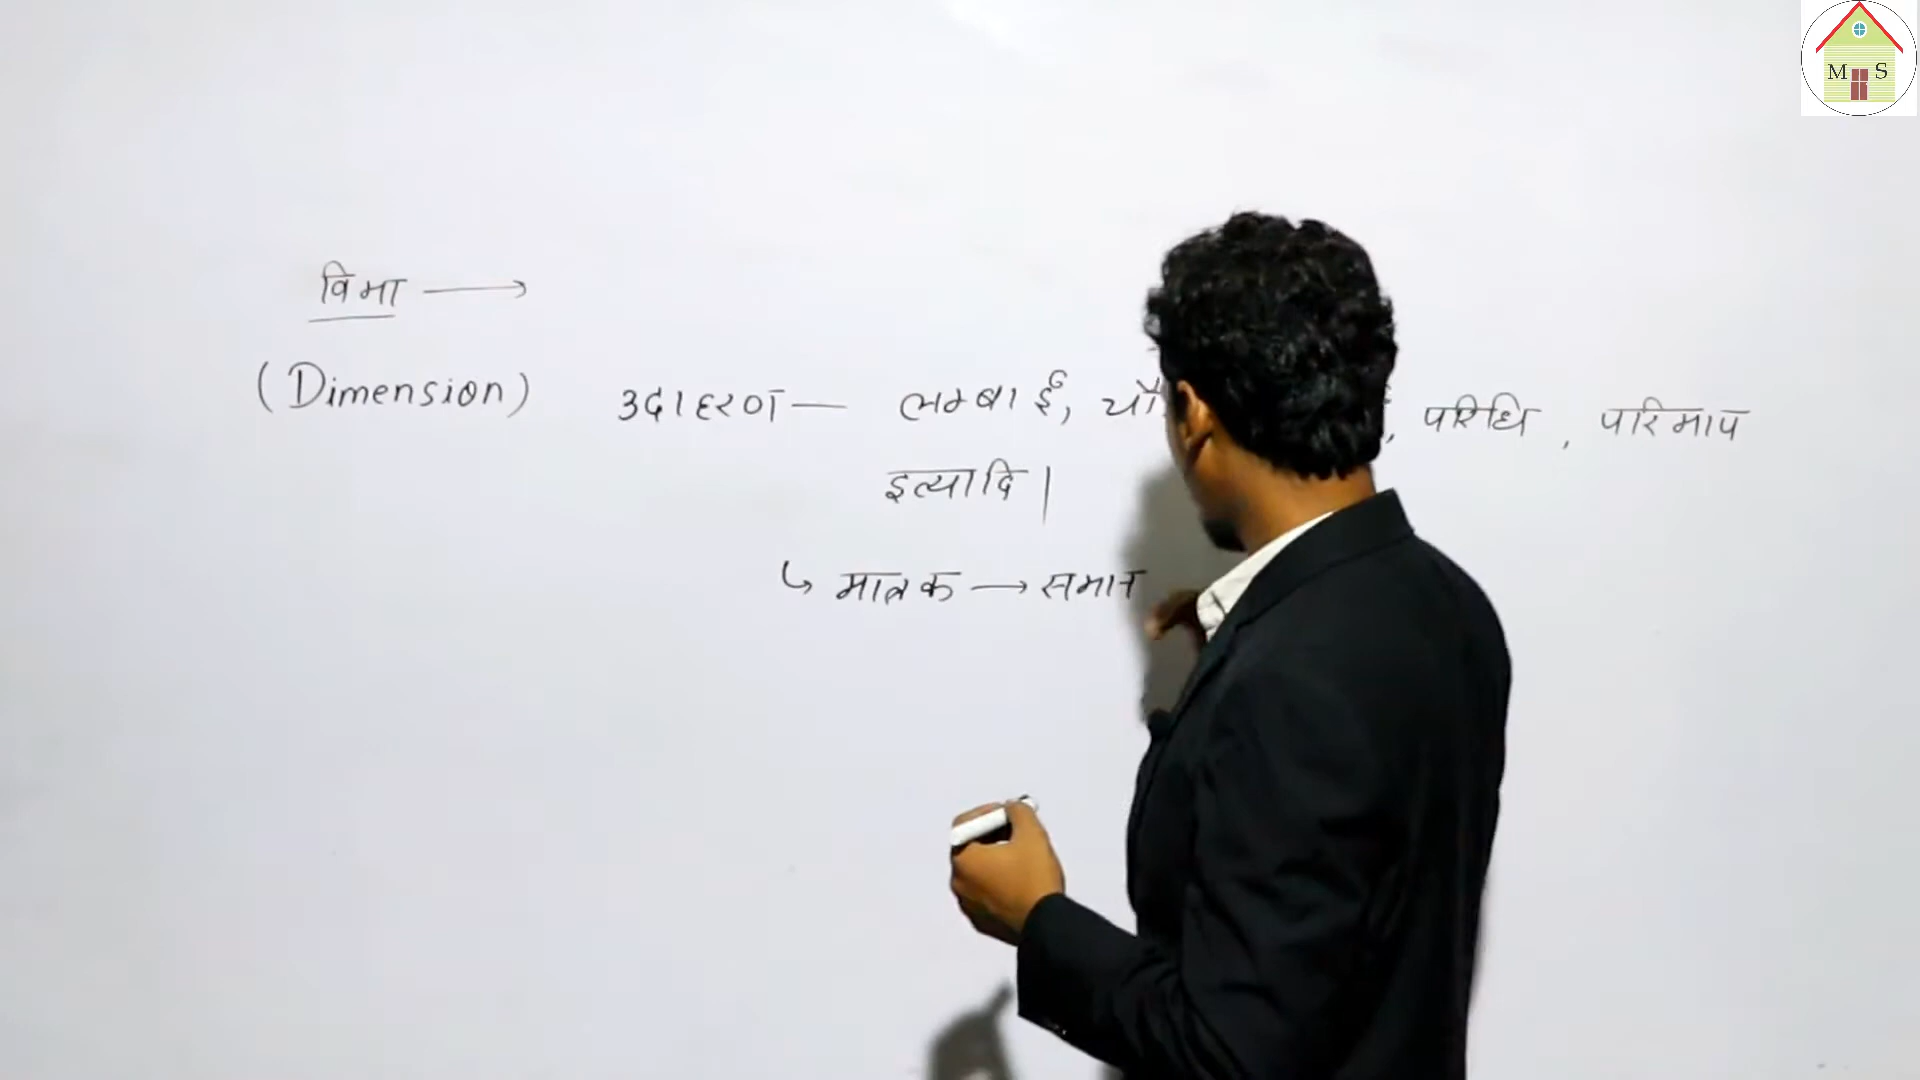 M S
विमा →
(Dimension) उदाहरण — लम्बाई, चौ , परिधि, परिमाप
इत्यादि।
↳ मात्रक → समान